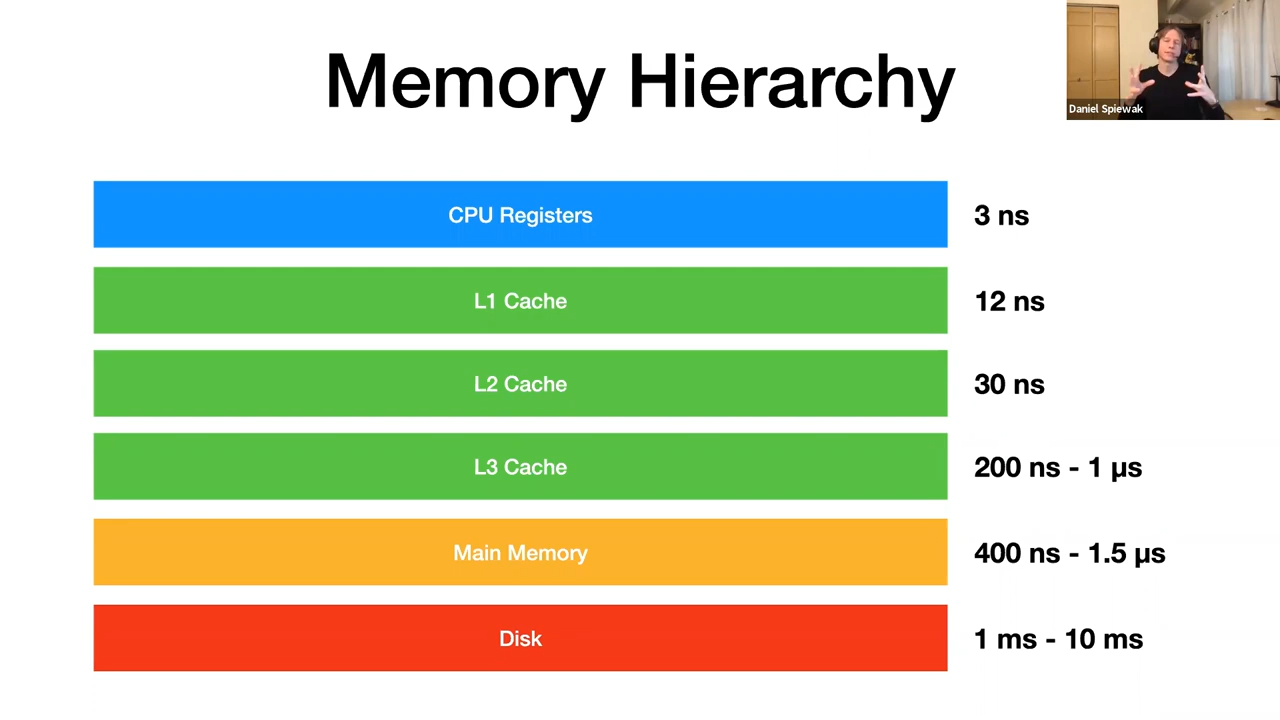 Memory Hierarchy
Daniel Spiewak
CPU Registers 3 ns
L1 Cache 12 ns
L2 Cache 30 ns
L3 Cache 200 ns - 1 µs
Main Memory 400 ns - 1.5 µs
Disk 1 ms - 10 ms